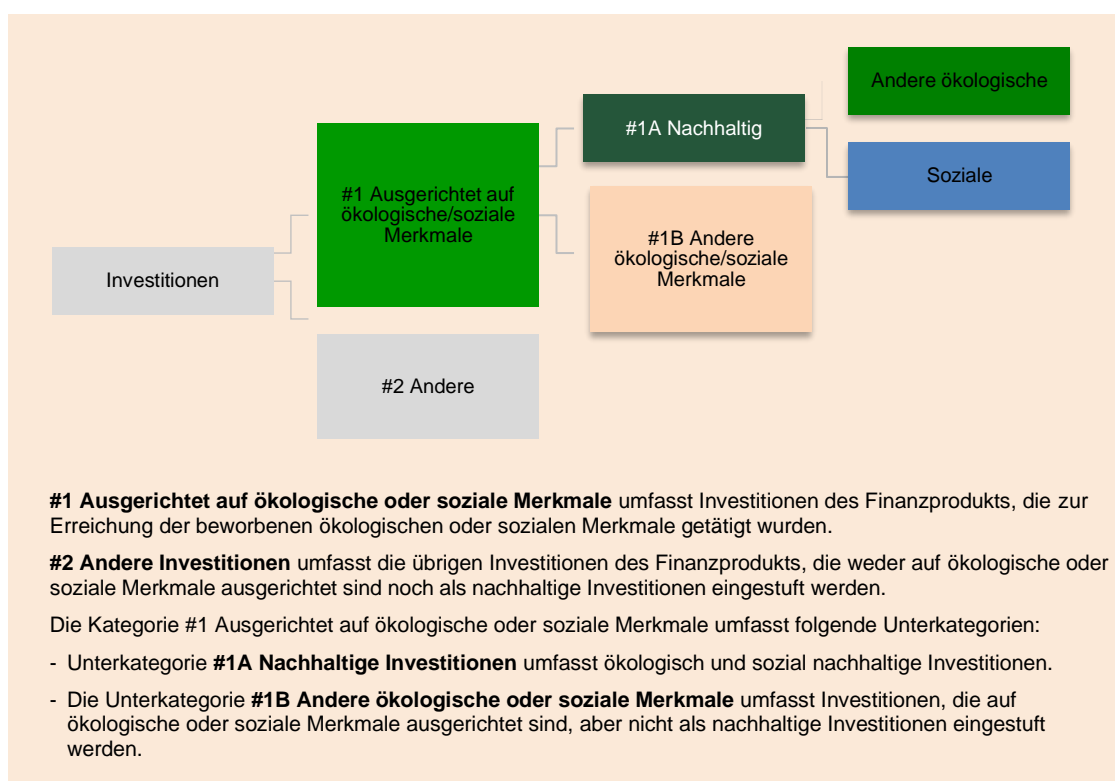 Andere ökologische
#1A Nachhaltig
Soziale
#1 Ausgerichtet auf
ökologische/soziale
Merkmale
#1B Andere
ökologische/soziale
Merkmale
Investitionen
#2 Andere
#1 Ausgerichtet auf ökologische oder soziale Merkmale umfasst Investitionen des Finanzprodukts, die zur
Erreichung der beworbenen ökologischen oder sozialen Merkmale getätigt wurden.
#2 Andere Investitionen umfasst die übrigen Investitionen des Finanzprodukts, die weder auf ökologische oder
soziale Merkmale ausgerichtet sind noch als nachhaltige Investitionen eingestuft werden.
Die Kategorie #1 Ausgerichtet auf ökologische oder soziale Merkmale umfasst folgende Unterkategorien:
- Unterkategorie #1A Nachhaltige Investitionen umfasst ökologisch und sozial nachhaltige Investitionen.
- Die Unterkategorie #1B Andere ökologische oder soziale Merkmale umfasst Investitionen, die auf
ökologische oder soziale Merkmale ausgerichtet sind, aber nicht als nachhaltige Investitionen eingestuft
werden.